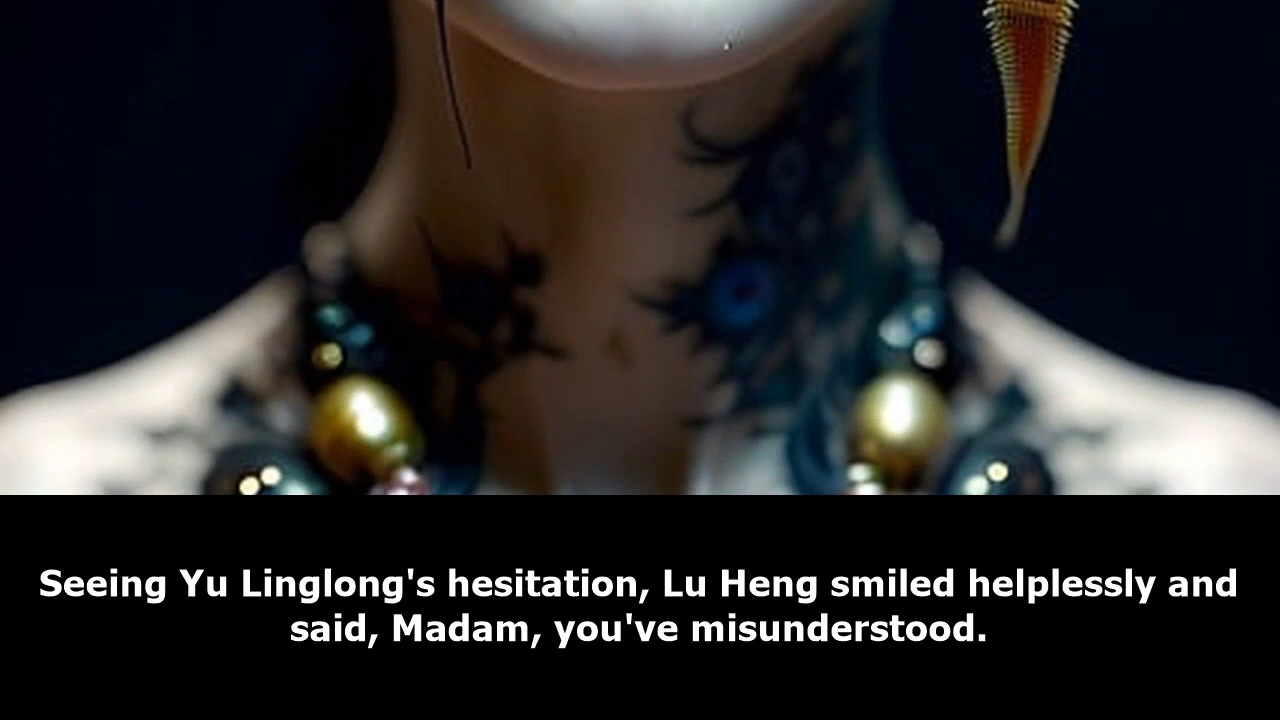 Seeing Yu Linglong's hesitation, Lu Heng smiled helplessly and
said, Madam, you've misunderstood.